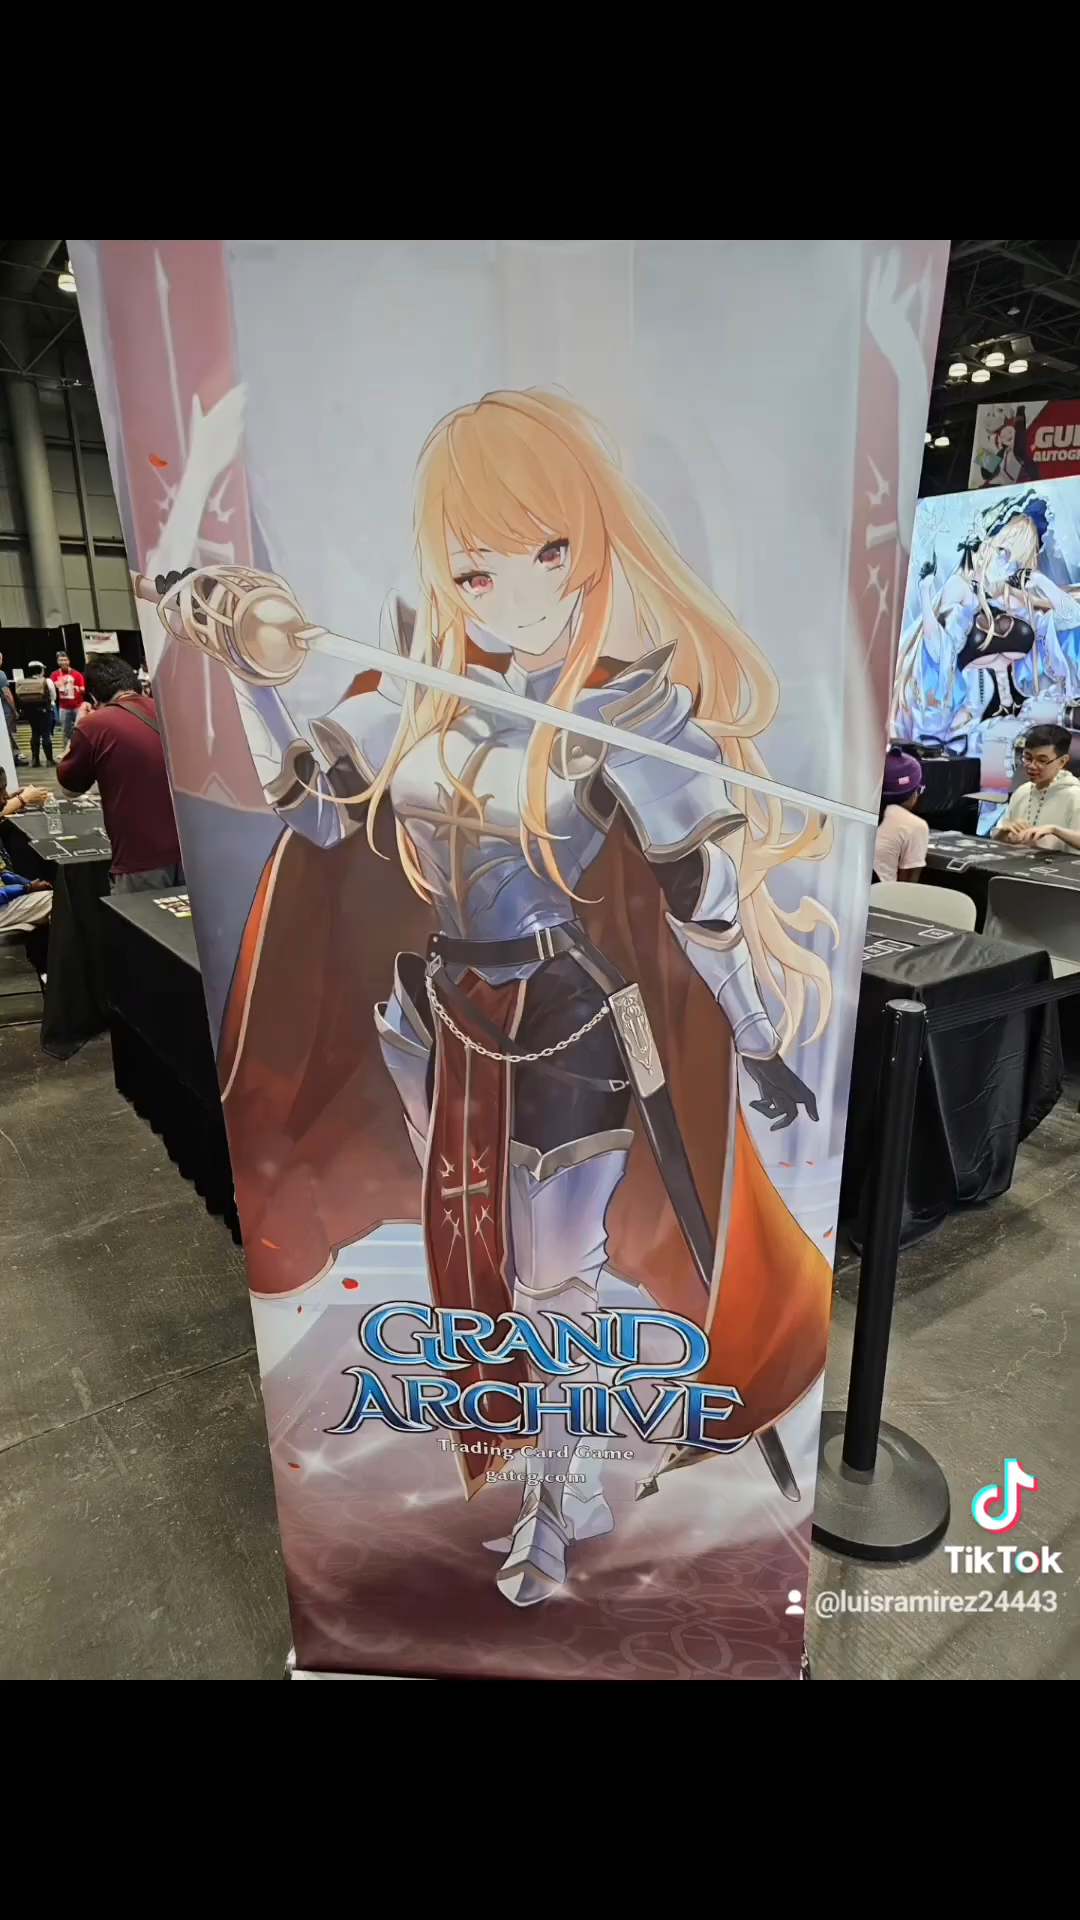 GRAND
ARCHIVE
Trading Card Game
gatcg.com
TikTok
@luisramirez24443